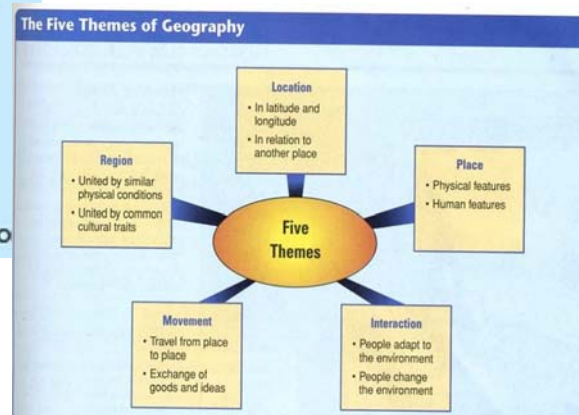 The Five Themes of Geography
Location
• In latitude and
longitude
• In relation to
another place
Region
• United by similar
physical conditions
• United by common
cultural traits
Place
• Physical features
• Human features
Five
Themes
Movement
• Travel from place
to place
• Exchange of
goods and ideas
Interaction
• People adapt to
the environment
• People change
the environment